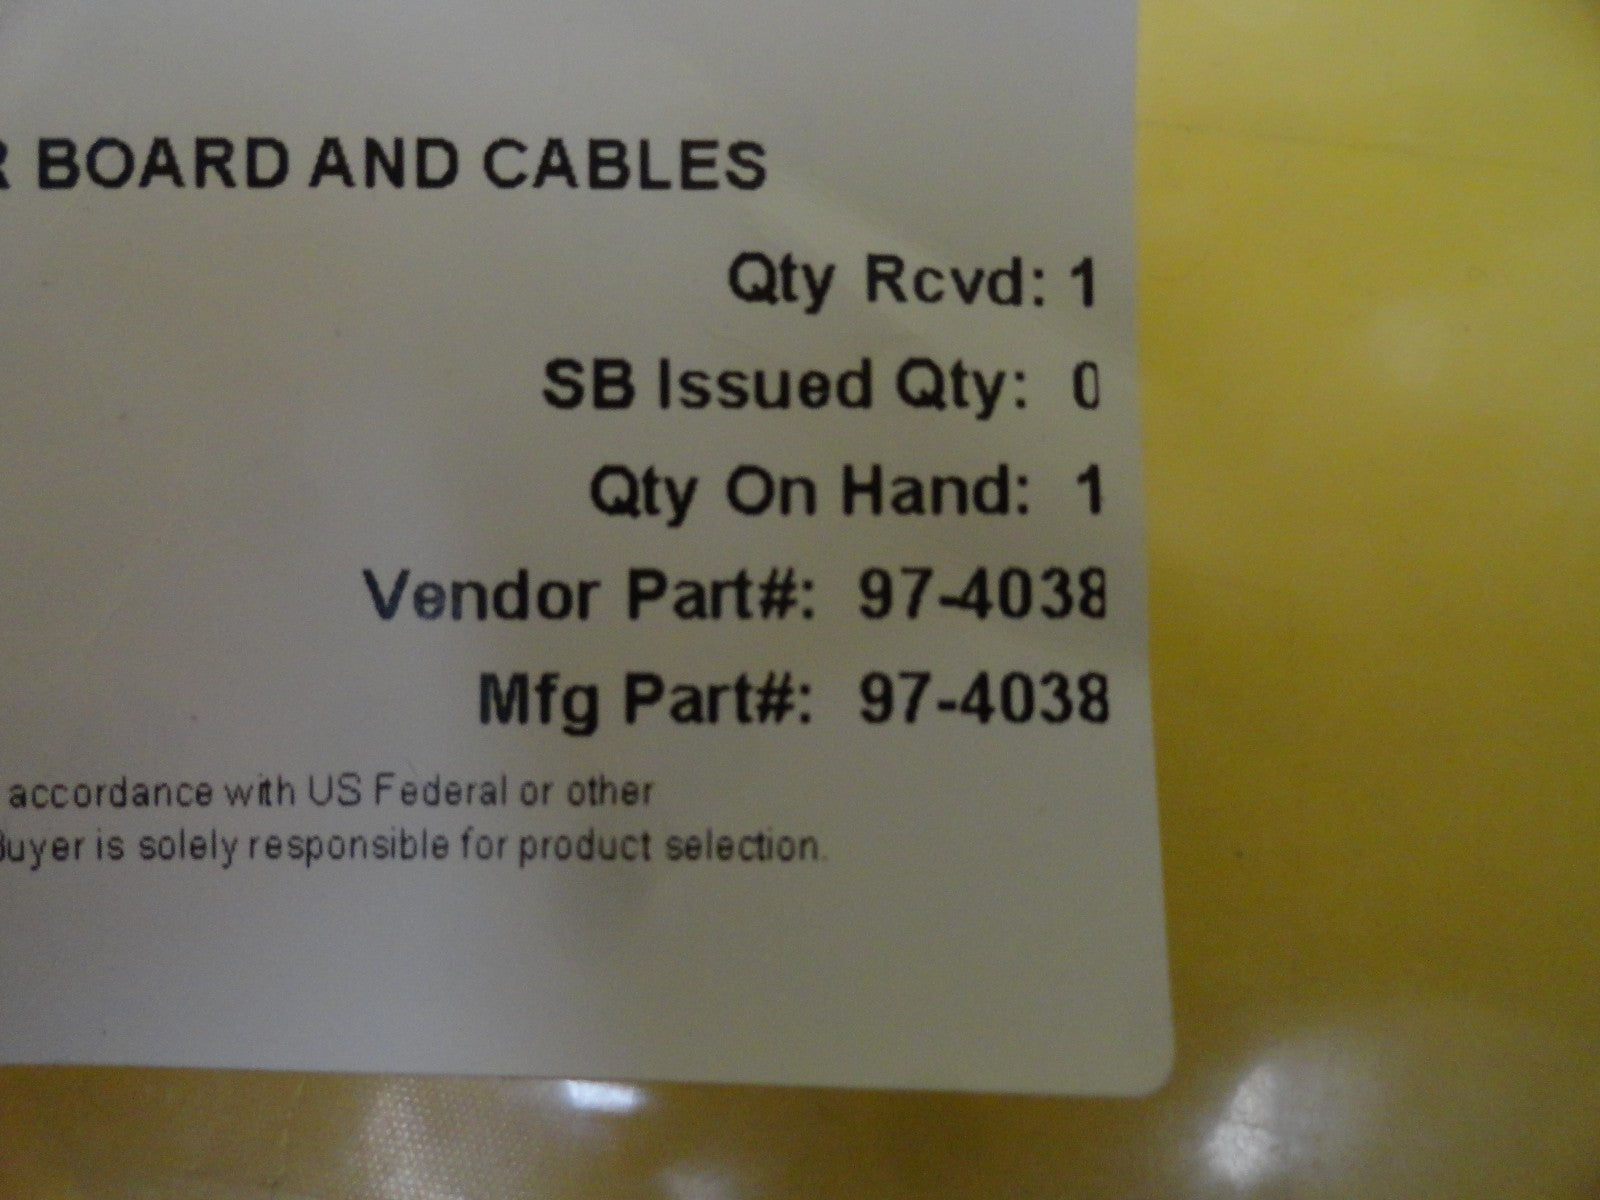 BOARD AND CABLES
Qty Rcvd: 1
SB Issued Qty: 0
Qty On Hand: 1
Vendor Part#: 97-4038
Mfg Part#: 97-4038
accordance with US Federal or other
Buyer is solely responsible for product selection.